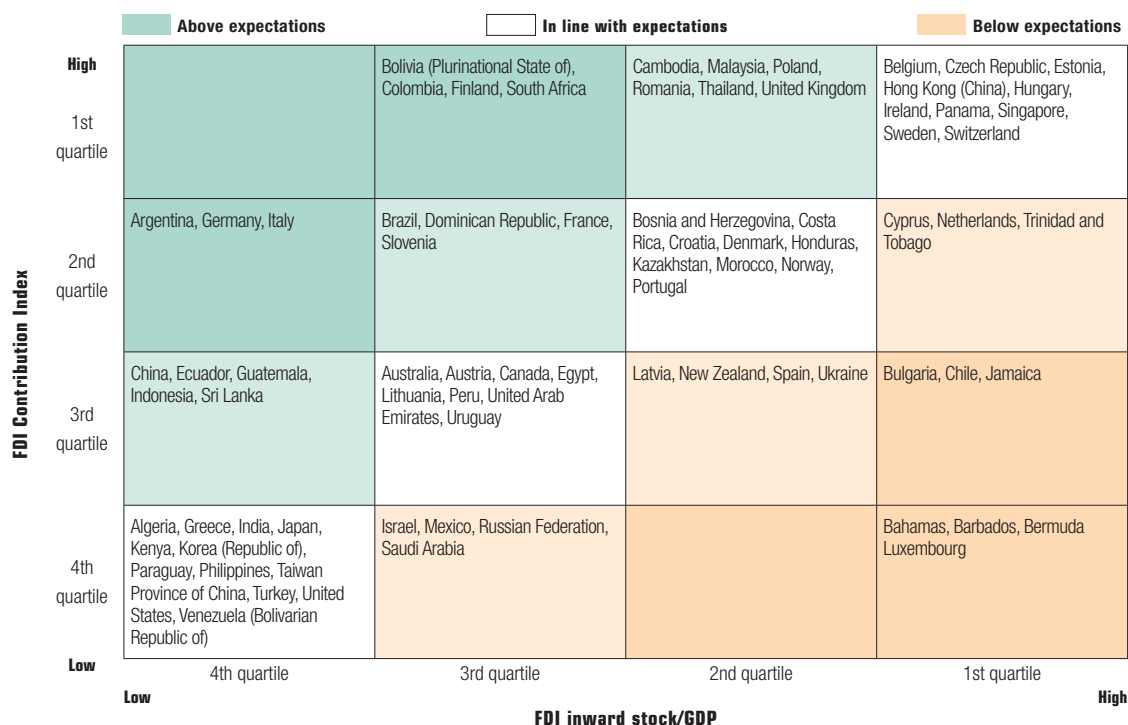 Above expectations
In line with expectations
Below expectations
FDI Contribution Index
High
1st
quartile
Bolivia (Plurinational State of),
Colombia, Finland, South Africa
Cambodia, Malaysia, Poland,
Romania, Thailand, United Kingdom
Belgium, Czech Republic, Estonia,
Hong Kong (China), Hungary,
Ireland, Panama, Singapore,
Sweden, Switzerland
2nd
quartile
Argentina, Germany, Italy
Brazil, Dominican Republic, France,
Slovenia
Bosnia and Herzegovina, Costa
Rica, Croatia, Denmark, Honduras,
Kazakhstan, Morocco, Norway,
Portugal
Cyprus, Netherlands, Trinidad and
Tobago
3rd
quartile
China, Ecuador, Guatemala,
Indonesia, Sri Lanka
Australia, Austria, Canada, Egypt,
Lithuania, Peru, United Arab
Emirates, Uruguay
Latvia, New Zealand, Spain, Ukraine
Bulgaria, Chile, Jamaica
4th
quartile
Algeria, Greece, India, Japan,
Kenya, Korea (Republic of),
Paraguay, Philippines, Taiwan
Province of China, Turkey, United
States, Venezuela (Bolivarian
Republic of)
Israel, Mexico, Russian Federation,
Saudi Arabia
Bahamas, Barbados, Bermuda
Luxembourg
Low
4th quartile
3rd quartile
2nd quartile
1st quartile
Low
High
FDI inward stock/GDP